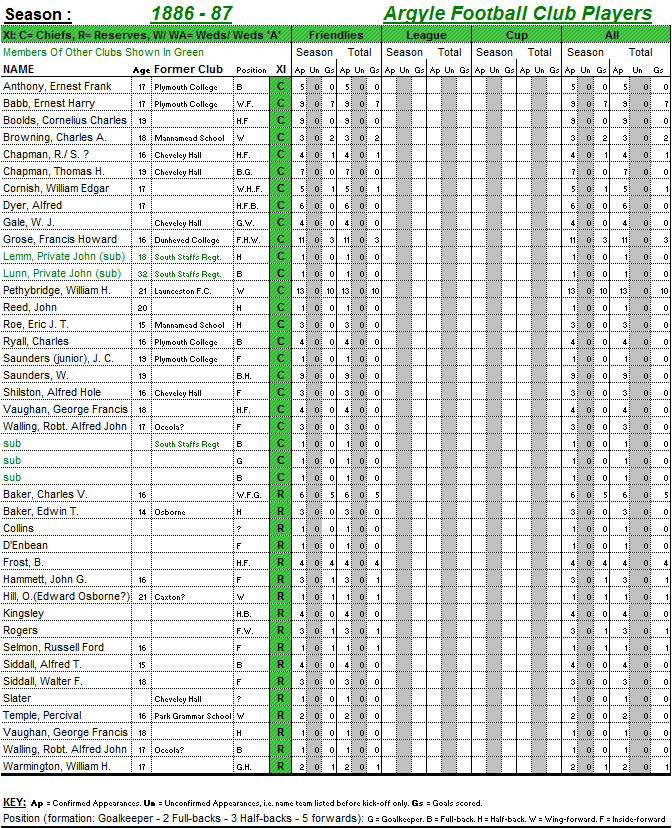 Season : 1886 - 87 Argyle Football Club Players
XI: C= Chiefs, R= Reserves, W/ WA= Weds/ Weds 'A' Friendlies League Cup All
Members Of Other Clubs Shown In Green Season Total Season Total Season Total Season Total
NAME Age Former Club Position XI Ap Un Gs Ap Un Gs Ap Un Gs Ap Un Gs Ap Un Gs Ap Un Gs Ap Un Gs Ap Un Gs
Anthony, Ernest Frank 17 Plymouth College B C 5 0 0 5 0 0 5 0 0 5 0 0
Babb, Ernest Harry 17 Plymouth College W.F. C 9 0 7 9 0 7 9 0 7 9 0 7
Boolds, Cornelius Charles 19 H.F C 9 0 0 9 0 0 9 0 0 9 0 0
Browning, Charles A. 18 Mannamead School W C 3 0 2 3 0 2 3 0 2 3 0 2
Chapman, R./ S. ? 16 Cheveley Hall H.F. C 4 0 1 4 0 1 4 0 1 4 0 1
Chapman, Thomas H. 19 Cheveley Hall B.G. C 7 0 0 7 0 0 7 0 0 7 0 0
Cornish, William Edgar 17 W.H.F. C 5 0 1 5 0 1 5 0 1 5 0 1
Dyer, Alfred 17 H.F.B. C 6 0 0 6 0 0 6 0 0 6 0 0
Gale, W. J. Cheveley Hall G.W. C 4 0 0 4 0 0 4 0 0 4 0 0
Grose, Francis Howard 16 Dunheved College F.H.W. C 11 0 3 11 0 3 11 0 3 11 0 3
Lemm, Private John (sub) 18 South Staffs Regt. H C 1 0 0 1 0 0 1 0 0 1 0 0
Lunn, Private John (sub) 32 South Staffs Regt. B C 1 0 0 1 0 0 1 0 0 1 0 0
Pethybridge, William H. 21 Launceston F.C. W C 13 0 10 13 0 10 13 0 10 13 0 10
Reed, John 20 H C 1 0 0 1 0 0 1 0 0 1 0 0
Roe, Eric J. T. 15 Mannamead School H C 3 0 0 3 0 0 3 0 0 3 0 0
Ryall, Charles 16 Plymouth College B C 4 0 0 4 0 0 4 0 0 4 0 0
Saunders (junior), J. C. 19 Plymouth College F C 1 0 0 1 0 0 1 0 0 1 0 0
Saunders, W. 19 B.H. C 9 0 0 9 0 0 9 0 0 9 0 0
Shilston, Alfred Hole 16 Cheveley Hall F C 3 0 0 3 0 0 3 0 0 3 0 0
Vaughan, George Francis 18 H.F. C 4 0 0 4 0 0 4 0 0 4 0 0
Walling, Robt. Alfred John 17 Oceola? F C 3 0 0 3 0 0 3 0 0 3 0 0
sub South Staffs Regt B C 1 0 0 1 0 0 1 0 0 1 0 0
sub G C 1 0 0 1 0 0 1 0 0 1 0 0
sub B C 1 0 0 1 0 0 1 0 0 1 0 0
Baker, Charles V. 16 W.F.G. R 6 0 5 6 0 5 6 0 5 6 0 5
Baker, Edwin T. 14 Osborne H R 3 0 0 3 0 0 3 0 0 3 0 0
Collins ? R 1 0 0 1 0 0 1 0 0 1 0 0
D'Enbean F R 1 0 0 1 0 0 1 0 0 1 0 0
Frost, B. H.F. R 4 0 4 4 0 4 4 0 4 4 0 4
Hammett, John G. 16 F R 3 0 1 3 0 1 3 0 1 3 0 1
Hill, O.(Edward Osborne?) 21 Caxton? W R 1 0 1 1 0 1 1 0 1 1 0 1
Kingsley H.B. R 4 0 0 4 0 0 4 0 0 4 0 0
Rogers F.W. R 3 0 1 3 0 1 3 0 1 3 0 1
Selmon, Russell Ford 16 F R 1 0 0 1 0 0 1 0 0 1 0 0
Siddall, Alfred T. 15 B R 4 0 0 4 0 0 4 0 0 4 0 0
Siddall, Walter F. 18 F R 3 0 0 3 0 0 3 0 0 3 0 0
Slater Cheveley Hall ? R 1 0 0 1 0 0 1 0 0 1 0 0
Temple, Percival 16 Park Grammar School W R 2 0 0 2 0 0 2 0 0 2 0 0
Vaughan, George Francis 18 H R 1 0 0 1 0 0 1 0 0 1 0 0
Walling, Robt. Alfred John 17 Oceola? B R 1 0 0 1 0 0 1 0 0 1 0 0
Warmington, William H. 17 G.H. R 2 0 1 2 0 1 2 0 1 2 0 1
KEY: Ap = Confirmed Appearances. Un = Unconfirmed Appearances, i.e. name team listed before kick-off only. Gs = Goals scored.
Position (formation: Goalkeeper - 2 Full-backs - 3 Half-backs - 5 forwards): G = Goalkeeper. B = Full-back. H = Half-back. W = Wing-forward. F = Inside-forward